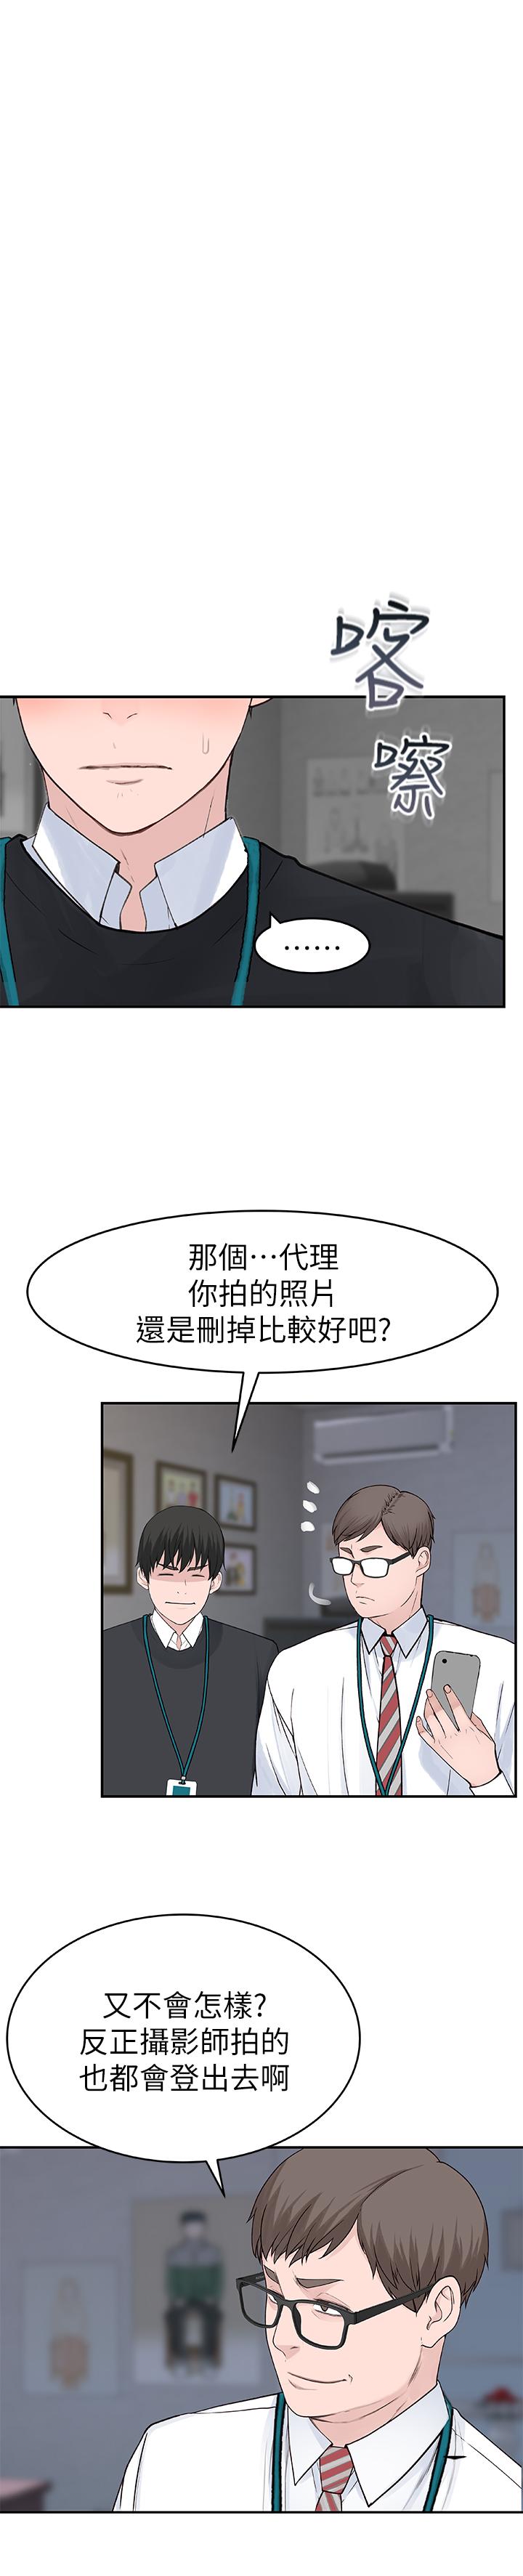 喀
嚓
……
那個…代理
你拍的照片
還是刪掉比較好吧?
又不會怎樣?
反正攝影師拍的
也都會登出去啊